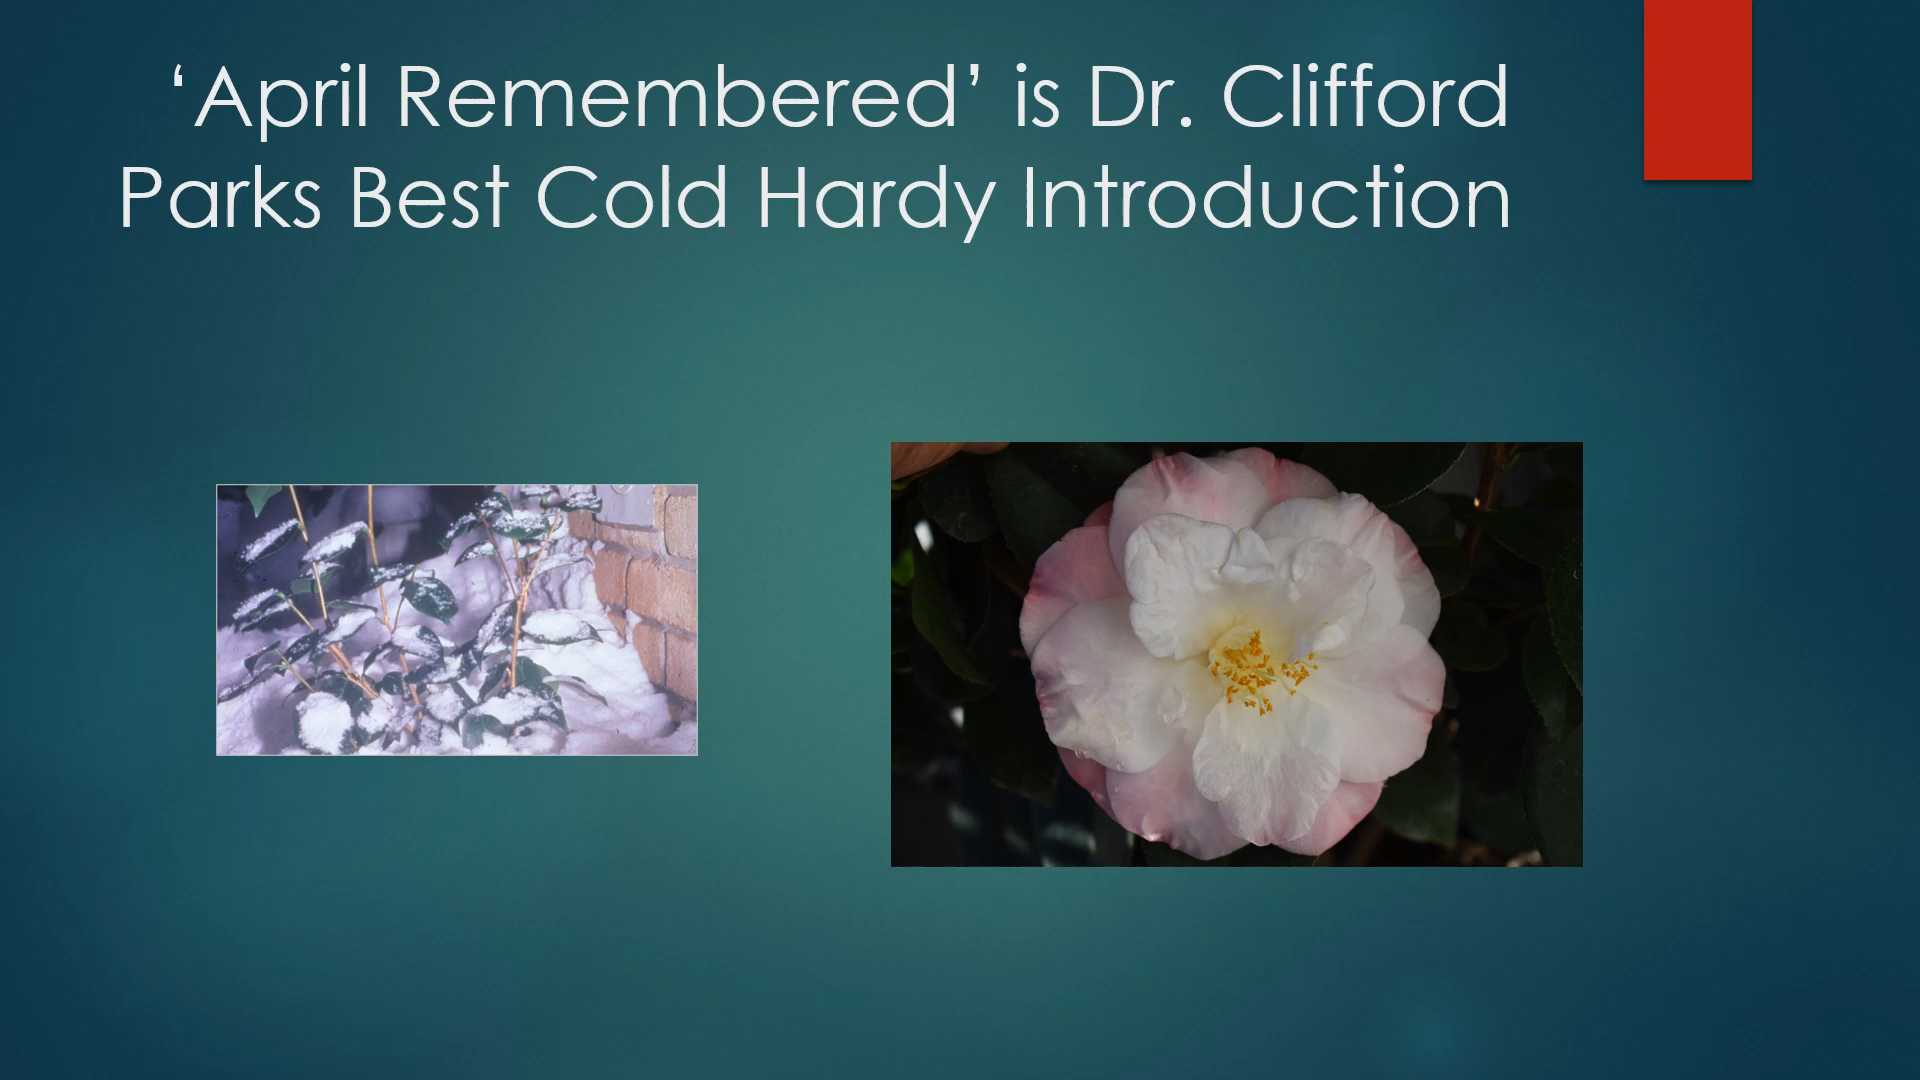 ‘April Remembered’ is Dr. Clifford
Parks Best Cold Hardy Introduction